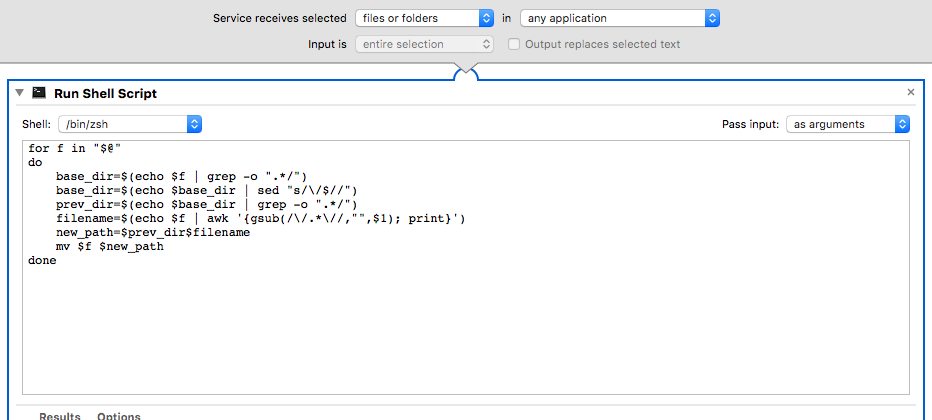 Service receives selected files or folders in any application
Input is entire selection Output replaces selected text
Run Shell Script
Shell: /bin/zsh Pass input: as arguments
for f in "$@"
do
    base_dir=$(echo $f | grep -o ".*/")
    base_dir=$(echo $base_dir | sed "s/\/$//")
    prev_dir=$(echo $base_dir | grep -o ".*/")
    filename=$(echo $f | awk '{gsub(/\/.*\//,"",$1); print}')
    new_path=$prev_dir$filename
    mv $f $new_path
done
Results Options